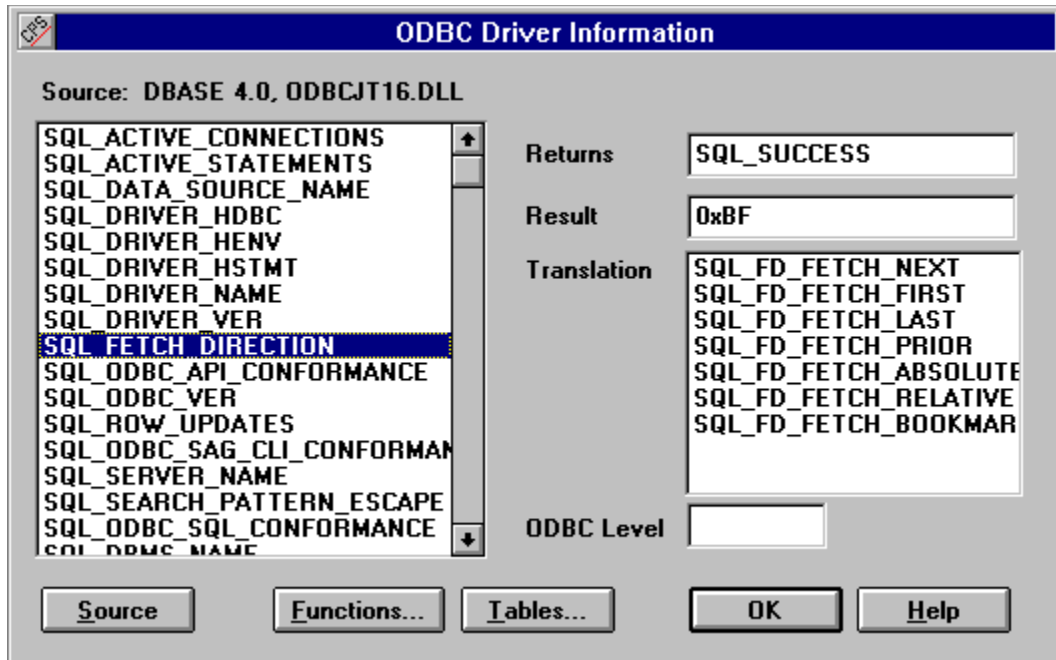 CPS
ODBC Driver Information
Source: DBASE 4.0, ODBCJT16.DLL
SQL_ACTIVE_CONNECTIONS
SQL_ACTIVE_STATEMENTS
SQL_DATA_SOURCE_NAME
SQL_DRIVER_HDBC
SQL_DRIVER_HENV
SQL_DRIVER_HSTMT
SQL_DRIVER_NAME
SQL_DRIVER_VER
SQL_FETCH_DIRECTION
SQL_ODBC_API_CONFORMANCE
SQL_ODBC_VER
SQL_ROW_UPDATES
SQL_ODBC_SAG_CLI_CONFORMAN
SQL_SERVER_NAME
SQL_SEARCH_PATTERN_ESCAPE
SQL_ODBC_SQL_CONFORMANCE
SQL_DBMS_NAME
Returns SQL_SUCCESS
Result 0xBF
Translation
SQL_FD_FETCH_NEXT
SQL_FD_FETCH_FIRST
SQL_FD_FETCH_LAST
SQL_FD_FETCH_PRIOR
SQL_FD_FETCH_ABSOLUTE
SQL_FD_FETCH_RELATIVE
SQL_FD_FETCH_BOOKMAR
ODBC Level
Source Functions... Tables... OK Help